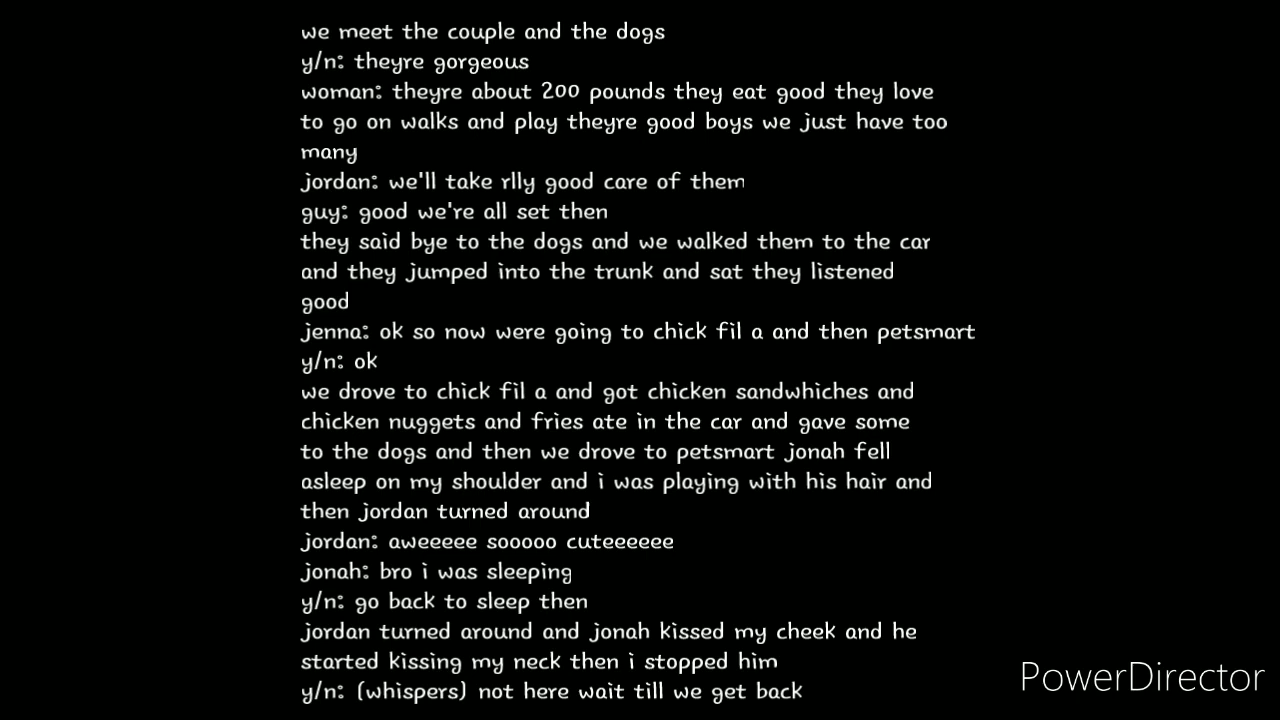 we meet the couple and the dogs
y/n: theyre gorgeous
woman: theyre about 200 pounds they eat good they love
to go on walks and play theyre good boys we just have too
many
jordan: we'll take rlly good care of them
guy: good we're all set then
they said bye to the dogs and we walked them to the car
and they jumped into the trunk and sat they listened
good
jenna: ok so now were going to chick fil a and then petsmart
y/n: ok
we drove to chick fil a and got chicken sandwhiches and
chicken nuggets and fries ate in the car and gave some
to the dogs and then we drove to petsmart jonah fell
asleep on my shoulder and i was playing with his hair and
then jordan turned around
jordan: aweeeee sooooo cuteeeeee
jonah: bro i was sleeping
y/n: go back to sleep then
jordan turned around and jonah kissed my cheek and he
started kissing my neck then i stopped him
y/n: (whispers) not here wait till we get back
PowerDirector